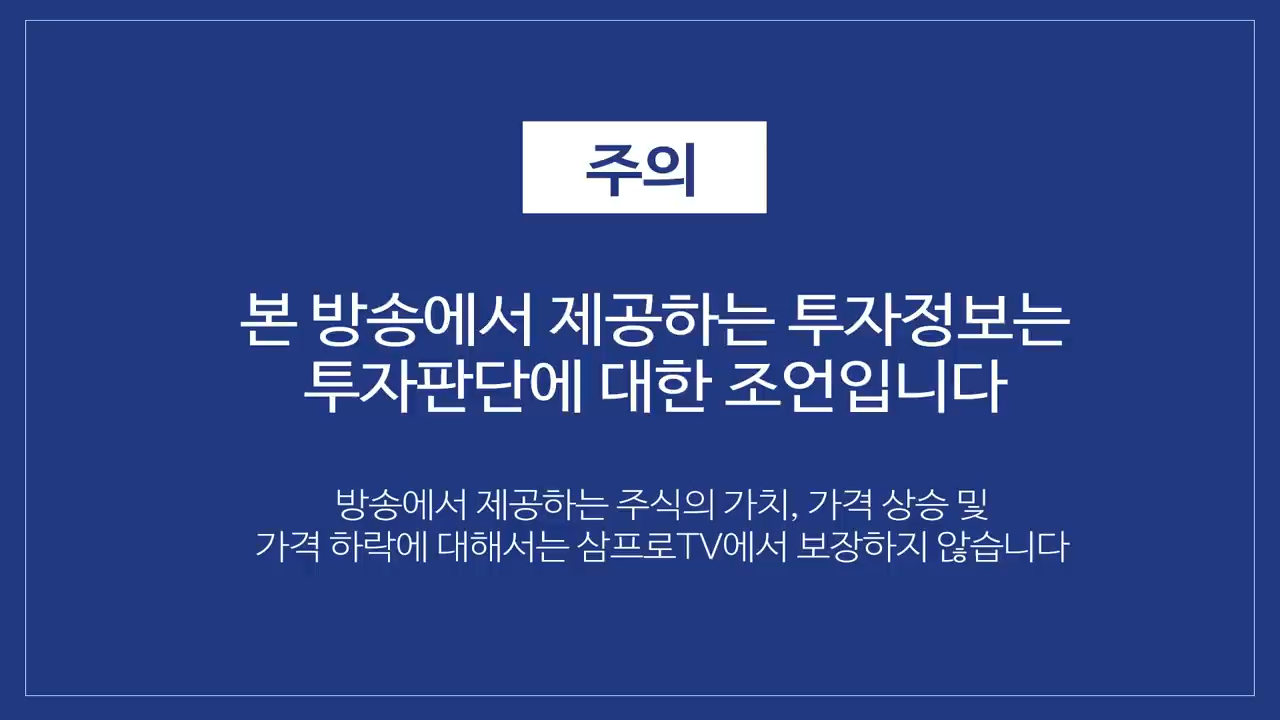 주의
본 방송에서 제공하는 투자정보는
투자판단에 대한 조언입니다
방송에서 제공하는 주식의 가치, 가격 상승 및
가격 하락에 대해서는 삼프로TV에서 보장하지 않습니다